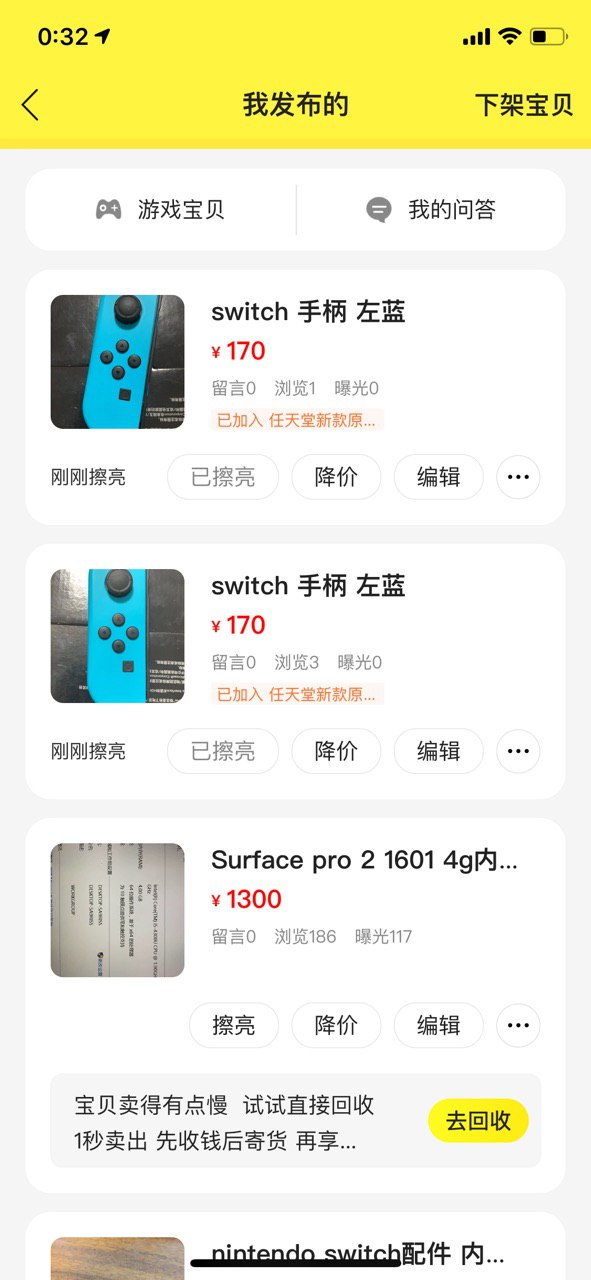 0:32
我发布的
下架宝贝
游戏宝贝
我的问答
switch 手柄 左蓝
¥170
留言0 浏览1 曝光0
已加入 任天堂新款原...
刚刚擦亮
已擦亮
降价
编辑
switch 手柄 左蓝
¥170
留言0 浏览3 曝光0
已加入 任天堂新款原...
刚刚擦亮
已擦亮
降价
编辑
Surface pro 2 1601 4g内...
¥1300
留言0 浏览186 曝光117
擦亮
降价
编辑
宝贝卖得有点慢 试试直接回收
1秒卖出 先收钱后寄货 再享...
去回收
nintendo switch配件 内...